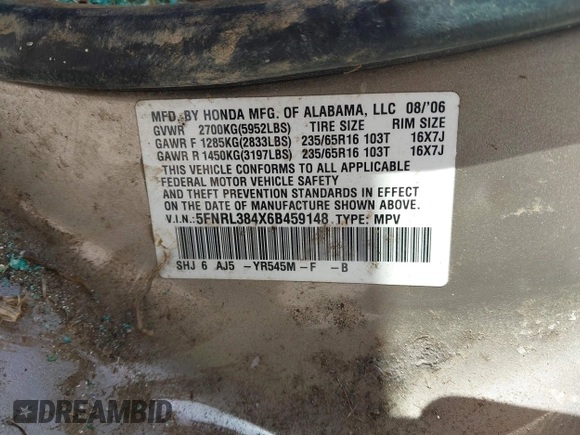 MFD. BY HONDA MFG. OF ALABAMA, LLC 08/'06
GVWR 2700KG(5952LBS) TIRE SIZE RIM SIZE
GAWR F 1285KG(2833LBS) 235/65R16 103T 16X7J
GAWR R 1450KG(3197LBS) 235/65R16 103T 16X7J
THIS VEHICLE CONFORMS TO ALL APPLICABLE
FEDERAL MOTOR VEHICLE SAFETY
AND THEFT PREVENTION STANDARDS IN EFFECT
ON THE DATE OF MANUFACTURE SHOWN ABOVE.
V.I.N.: 5FNRL384X6B459148 TYPE: MPV
SHJ 6 AJ5 -YR545M -F -B
DREAMBID